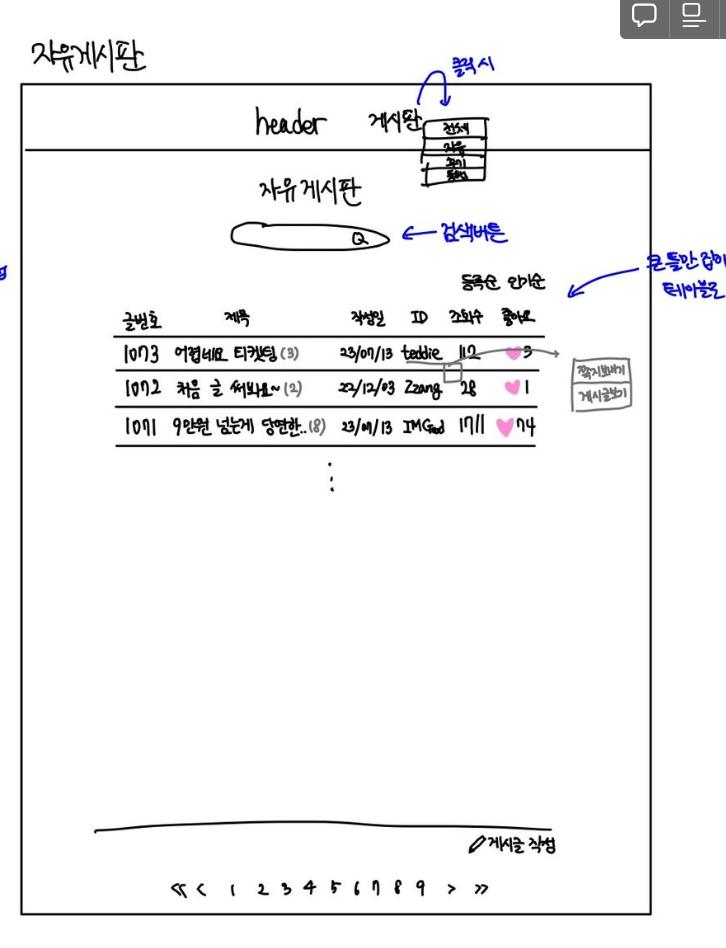 자유게시판
클릭시
header 게시판
전체
자유
후기
자유게시판
검색버튼
등록순 인기순
큰 틀만 잡아
테이블로
글번호 제목 작성일 ID 조회수 좋아요
1073 어렵네요 티켓팅 (3) 23/07/13 teddie 112 3
1072 처음 글 써봐요~ (2) 22/12/03 Zzang 28 1
1071 9만원 넘는게 당연한.. (8) 23/07/13 IMGod 1711 74
쪽지보내기
게시글보기
게시글 작성
« < 1 2 3 4 5 6 7 8 9 > »